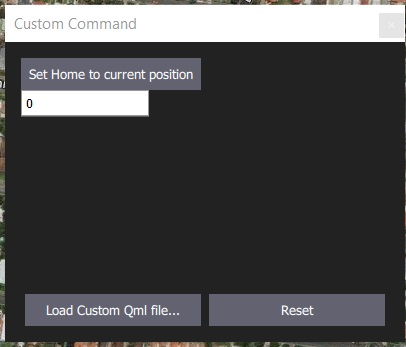 Custom Command
×
Set Home to current position
0
Load Custom Qml file...
Reset